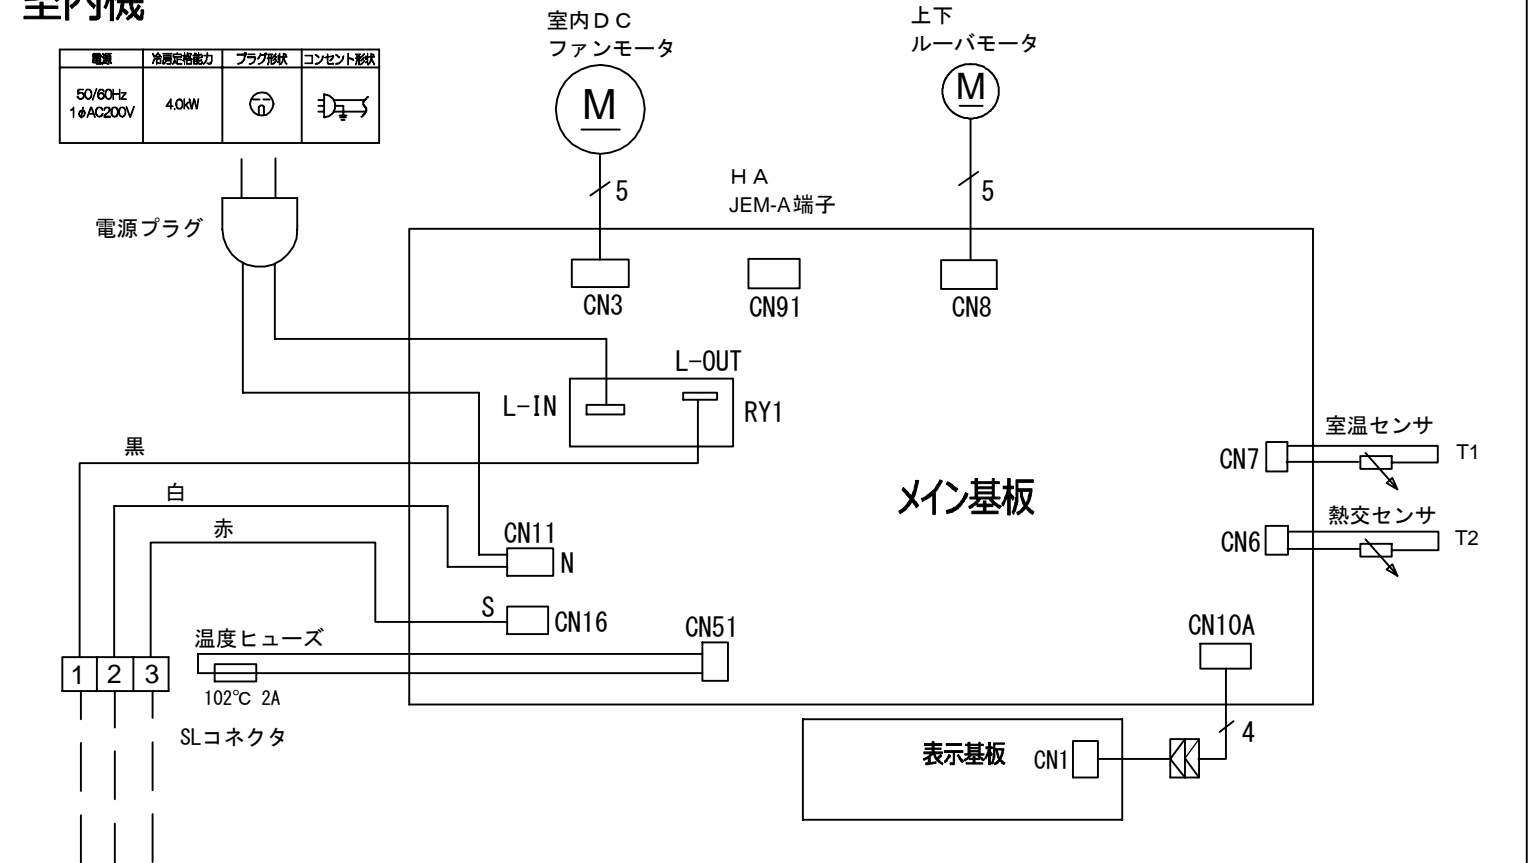 室内機
電源 冷房定格能力 プラグ形状 コンセント形状
50/60Hz
1φAC200V
4.0kW
室内DC
ファンモータ
M
5
上下
ルーバモータ
M
5
HA
JEM-A端子
電源プラグ
CN3
CN91
CN8
L-OUT
L-IN
RY1
黒
白
赤
メイン基板
室温センサ
CN7
T1
熱交センサ
CN6
T2
CN11
N
S
CN16
CN51
温度ヒューズ
102℃ 2A
1 2 3
SLコネクタ
CN10A
4
表示基板
CN1